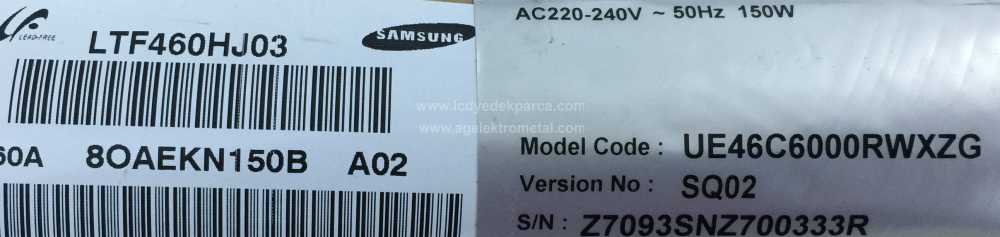 LEAD-FREE
LTF460HJ03
SAMSUNG
60A 8OAEKN150B A02
AC220-240V ~ 50Hz 150W
www.lcdyedekparca.com
www.agelektrometal.com
Model Code : UE46C6000RWXZG
Version No : SQ02
S/N : Z7093SNZ700333R